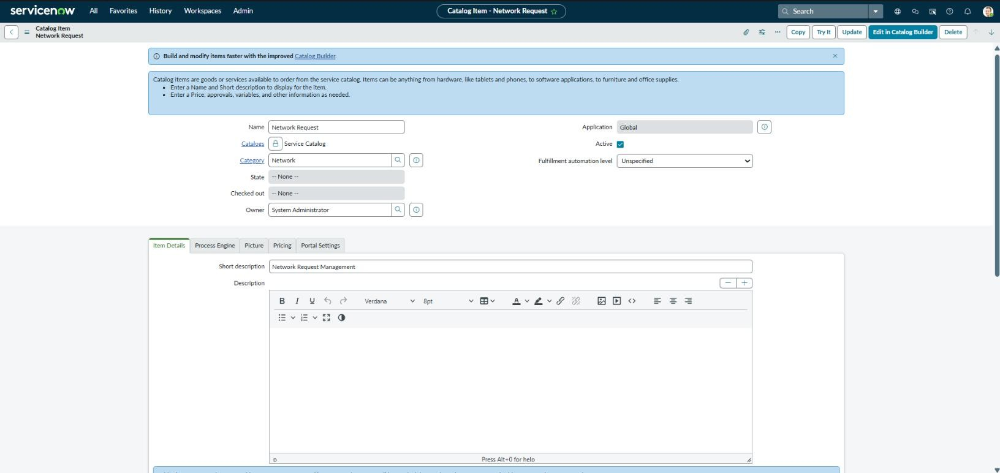 servicenow All Favorites History Workspaces Admin Catalog Item - Network Request Search
Catalog Item
Network Request
Copy Try It Update Edit in Catalog Builder Delete
Build and modify items faster with the improved Catalog Builder.
Catalog items are goods or services available to order from the service catalog. Items can be anything from hardware, like tablets and phones, to software applications, to furniture and office supplies.
Enter a Name and Short description to display for the item.
Enter a Price, approvals, variables, and other information as needed.
Name Network Request Application Global
Catalogs Service Catalog Active
Category Network Fulfillment automation level Unspecified
State -- None --
Checked out -- None --
Owner System Administrator
Item Details Process Engine Picture Pricing Portal Settings
Short description Network Request Management
Description
B I U Verdana 8pt A
p Press Alt+0 for help